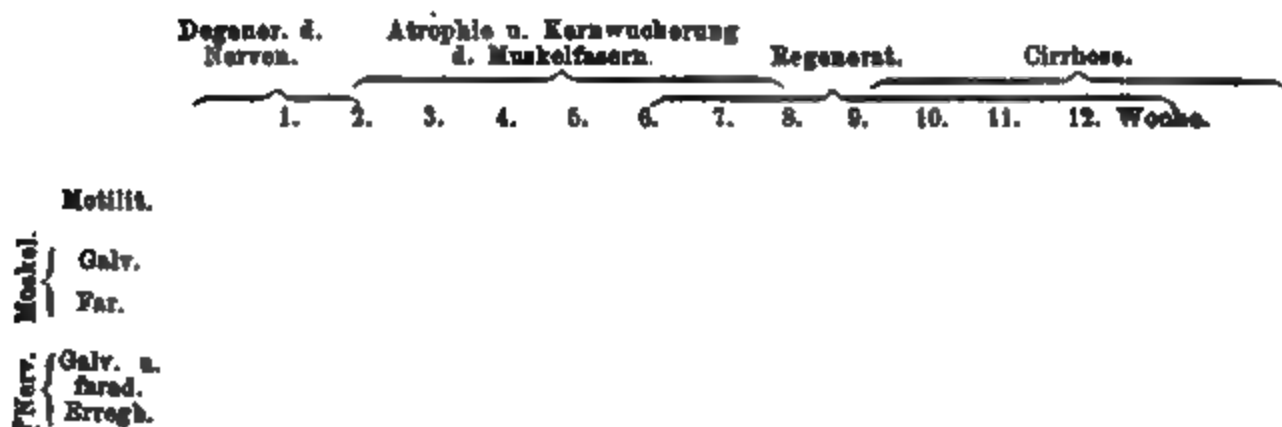 Degener. d. Atrophie u. Kernwucherung
Nerven. d. Muskelfasern. Regenerat. Cirrhose.
1. 2. 3. 4. 5. 6. 7. 8. 9. 10. 11. 12. Woche.
Motilit.
Muskel.
Galv.
Far.
Nerv.
Galv. u.
farad.
Erregb.